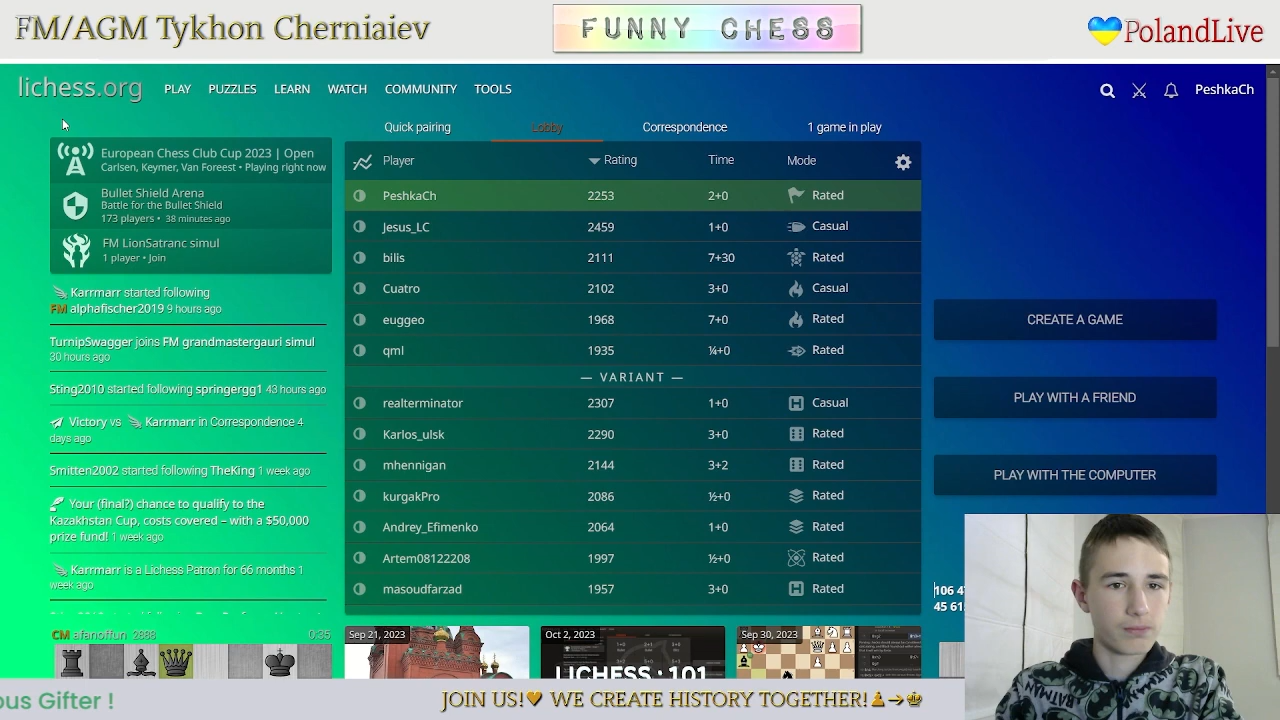 FM/AGM Tykhon Cherniaiev
FUNNY CHESS
PolandLive
lichess.org PLAY PUZZLES LEARN WATCH COMMUNITY TOOLS
PeshkaCh
Quick pairing Lobby Correspondence 1 game in play
European Chess Club Cup 2023 | Open
Carlsen, Keymer, Van Foreest • Playing right now
Bullet Shield Arena
Battle for the Bullet Shield
173 players • 38 minutes ago
FM LionSatranc simul
1 player • Join
Karrmarr started following
FM alphafischer2019 9 hours ago
TurnipSwagger joins FM grandmastergauri simul
30 hours ago
Sting2010 started following springergg1 43 hours ago
Victory vs Karrmarr in Correspondence 4
days ago
Smitten2002 started following TheKing 1 week ago
Your (final?) chance to qualify to the
Kazakhstan Cup, costs covered – with a $50,000
prize fund! 1 week ago
Karrmarr is a Lichess Patron for 66 months 1
week ago
CM afanoffun 2888 0:35
Player Rating Time Mode
PeshkaCh 2253 2+0 Rated
Jesus_LC 2459 1+0 Casual
bilis 2111 7+30 Rated
Cuatro 2102 3+0 Casual
euggeo 1968 7+0 Rated
qml 1935 ¼+0 Rated
— VARIANT —
realterminator 2307 1+0 Casual
Karlos_ulsk 2290 3+0 Rated
mhennigan 2144 3+2 Rated
kurgakPro 2086 ½+0 Rated
Andrey_Efimenko 2064 1+0 Rated
Artem08122208 1997 ½+0 Rated
masoudfarzad 1957 3+0 Rated
CREATE A GAME
PLAY WITH A FRIEND
PLAY WITH THE COMPUTER
106 4
45 61
Sep 21, 2023
Oct 2, 2023
LICHESS : 101
Sep 30, 2023
BATMAN
ous Gifter !
JOIN US! WE CREATE HISTORY TOGETHER!